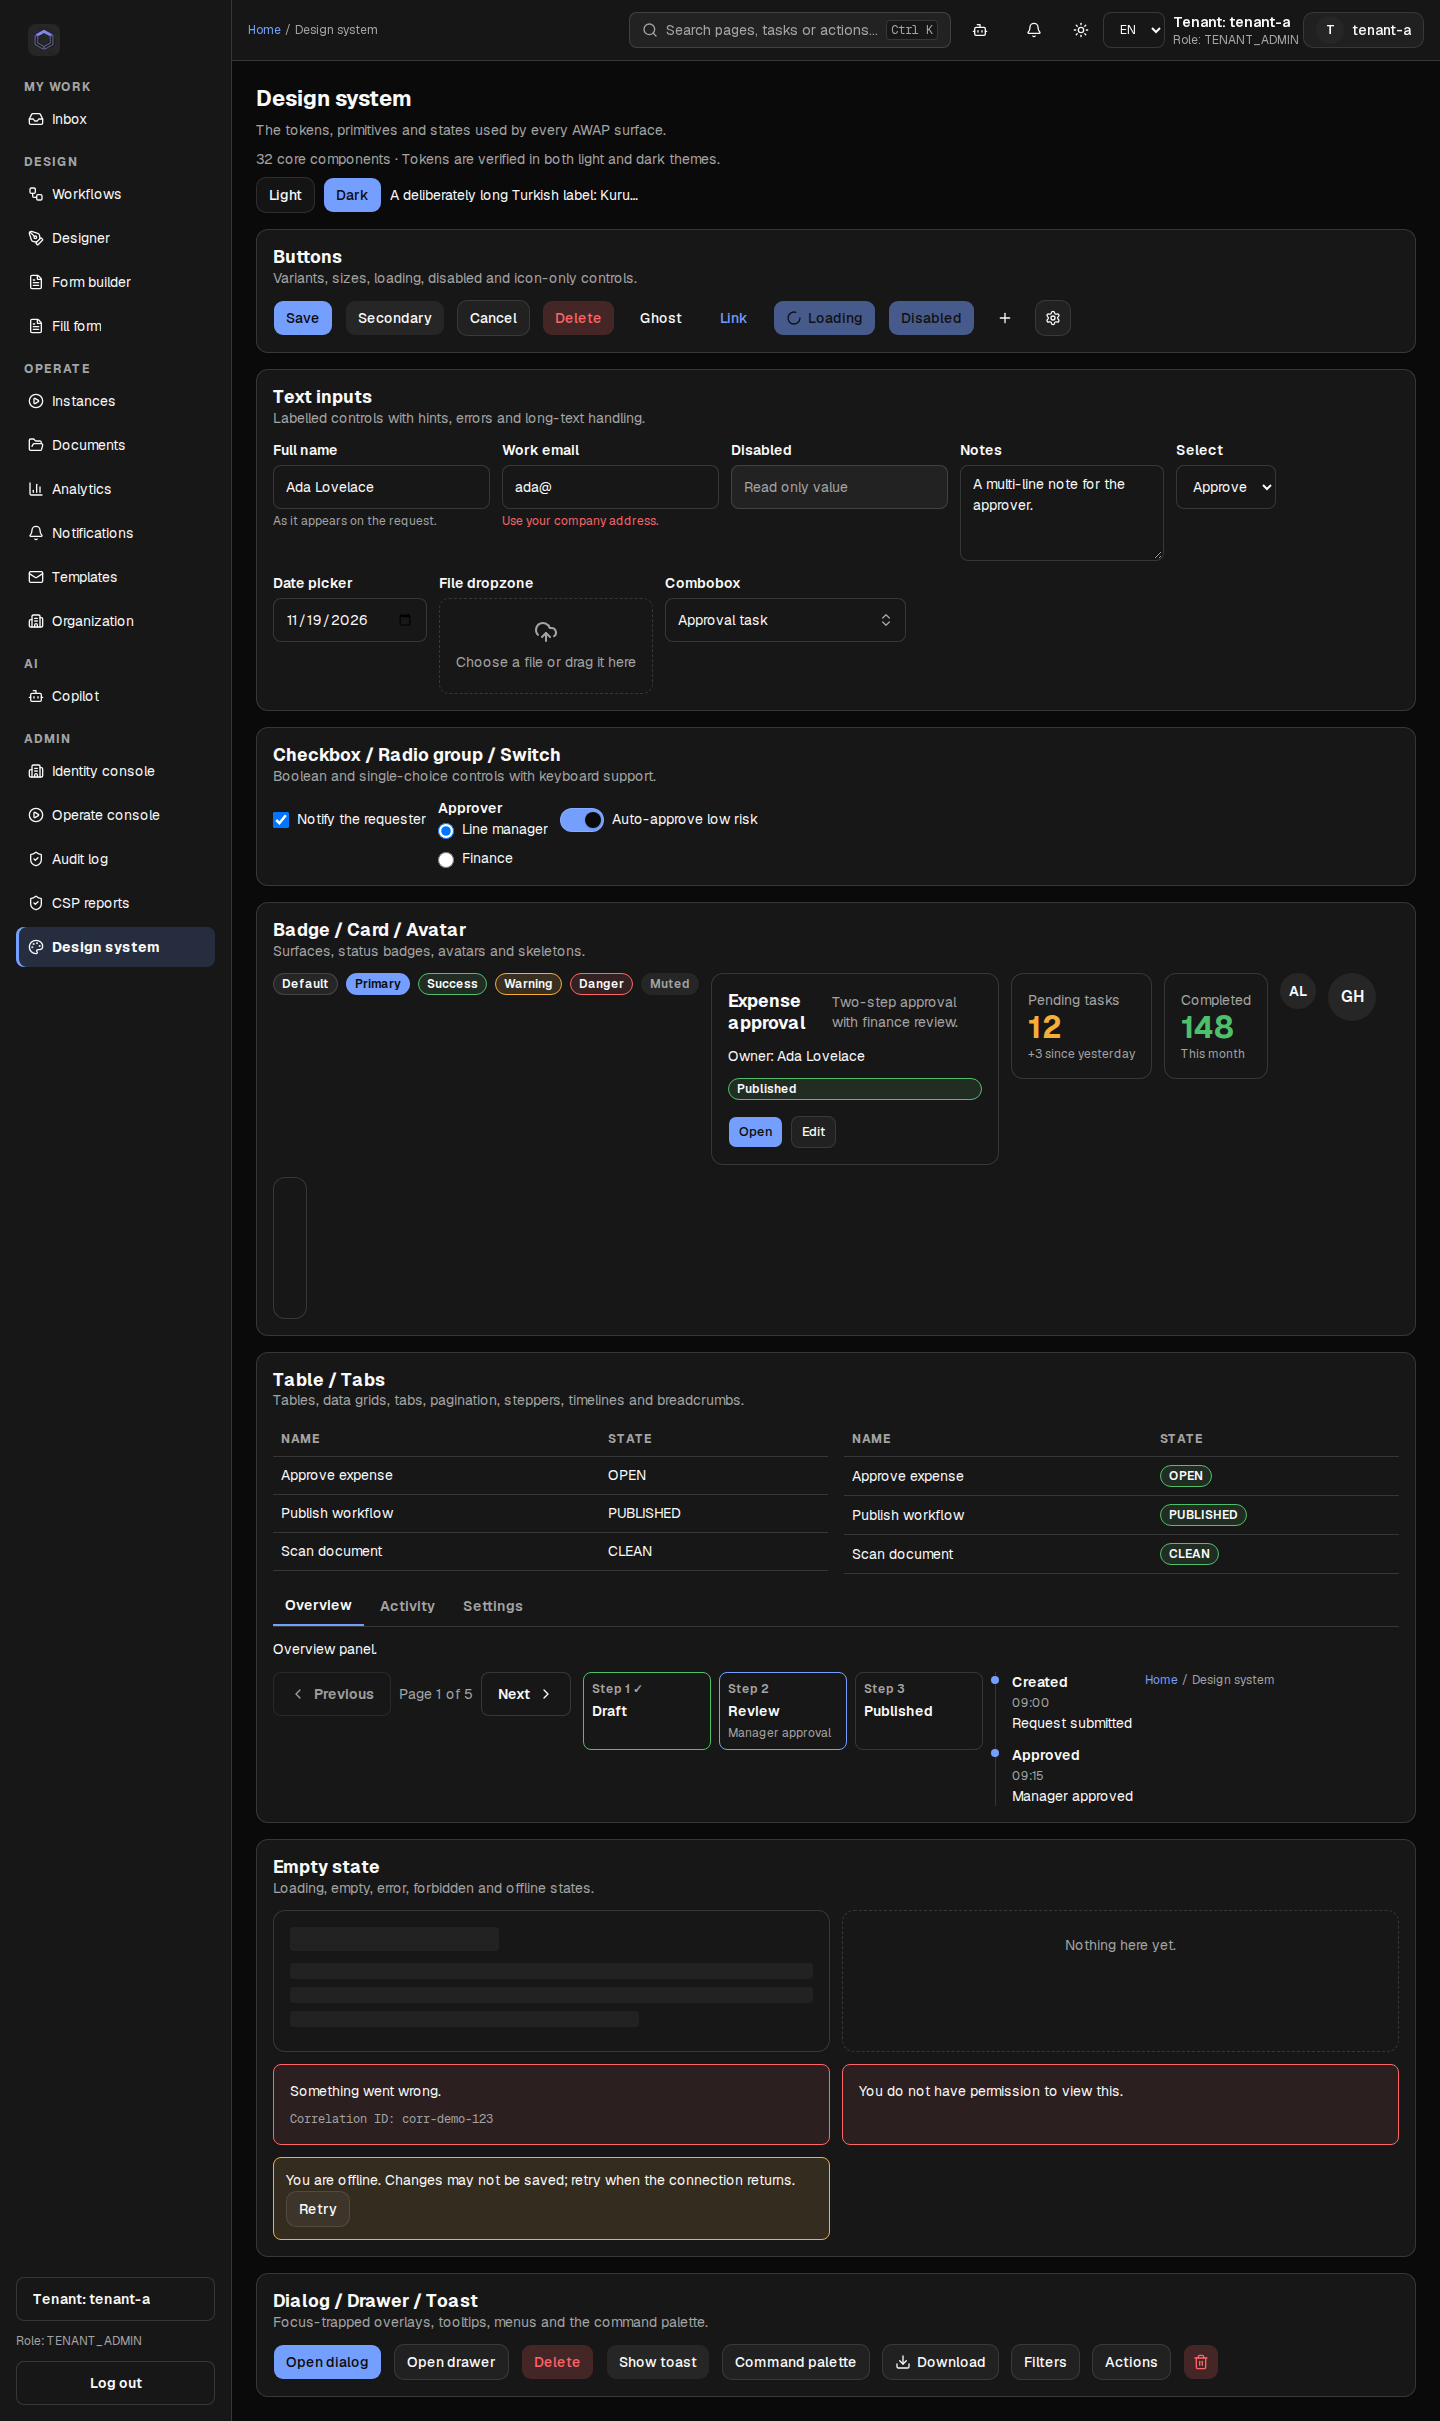 Home / Design system
Search pages, tasks or actions... Ctrl K
EN
Tenant: tenant-a
Role: TENANT_ADMIN
T tenant-a
MY WORK
Inbox
DESIGN
Workflows
Designer
Form builder
Fill form
OPERATE
Instances
Documents
Analytics
Notifications
Templates
Organization
AI
Copilot
ADMIN
Identity console
Operate console
Audit log
CSP reports
Design system
Tenant: tenant-a
Role: TENANT_ADMIN
Log out
Design system
The tokens, primitives and states used by every AWAP surface.
32 core components · Tokens are verified in both light and dark themes.
Light Dark A deliberately long Turkish label: Kuru...
Buttons
Variants, sizes, loading, disabled and icon-only controls.
Save Secondary Cancel Delete Ghost Link Loading Disabled
Text inputs
Labelled controls with hints, errors and long-text handling.
Full name
Ada Lovelace
As it appears on the request.
Work email
ada@
Use your company address.
Disabled
Read only value
Notes
A multi-line note for the
approver.
Select
Approve
Date picker
11/19/2026
File dropzone
Choose a file or drag it here
Combobox
Approval task
Checkbox / Radio group / Switch
Boolean and single-choice controls with keyboard support.
Notify the requester
Approver
Line manager
Finance
Auto-approve low risk
Badge / Card / Avatar
Surfaces, status badges, avatars and skeletons.
Default Primary Success Warning Danger Muted
Expense
approval
Two-step approval
with finance review.
Owner: Ada Lovelace
Published
Open Edit
Pending tasks
12
+3 since yesterday
Completed
148
This month
AL GH
Table / Tabs
Tables, data grids, tabs, pagination, steppers, timelines and breadcrumbs.
NAME STATE
Approve expense OPEN
Publish workflow PUBLISHED
Scan document CLEAN
NAME STATE
Approve expense OPEN
Publish workflow PUBLISHED
Scan document CLEAN
Overview Activity Settings
Overview panel.
Previous Page 1 of 5 Next
Step 1 ✓
Draft
Step 2
Review
Manager approval
Step 3
Published
Created
09:00
Request submitted
Approved
09:15
Manager approved
Home / Design system
Empty state
Loading, empty, error, forbidden and offline states.
Nothing here yet.
Something went wrong.
Correlation ID: corr-demo-123
You do not have permission to view this.
You are offline. Changes may not be saved; retry when the connection returns.
Retry
Dialog / Drawer / Toast
Focus-trapped overlays, tooltips, menus and the command palette.
Open dialog Open drawer Delete Show toast Command palette Download Filters Actions